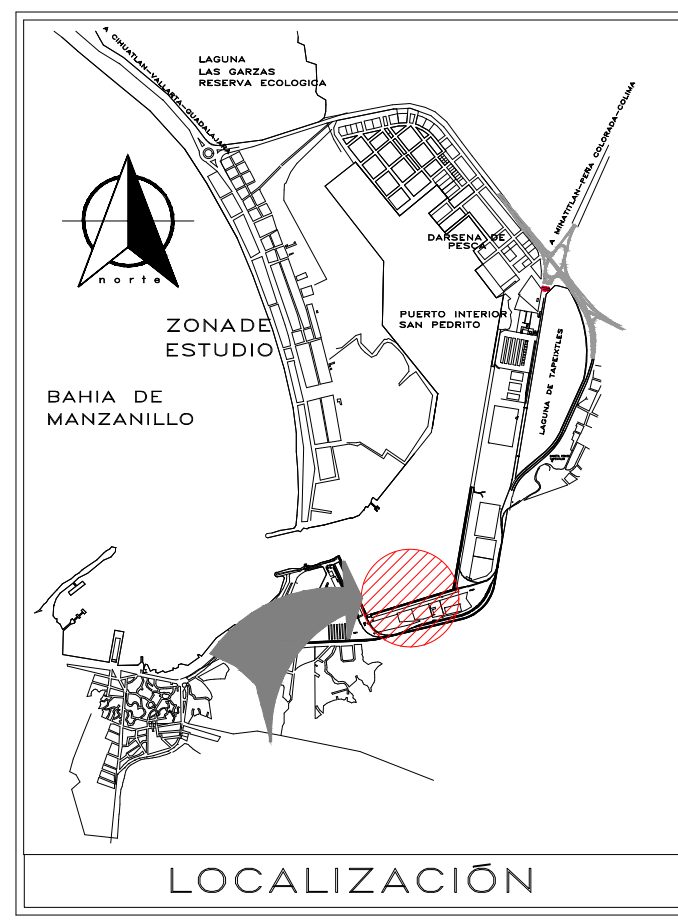 A CIHUATLAN-VALLARTA-GUADALAJARA
LAGUNA
LAS GARZAS
RESERVA ECOLOGICA
A MINATITLAN-PEÑA COLORADA-COLIMA
norte
DARSENA DE
PESCA
PUERTO INTERIOR
SAN PEDRITO
ZONA DE
ESTUDIO
LAGUNA DE TAPEIXTLES
BAHIA DE
MANZANILLO
LOCALIZACIÓN